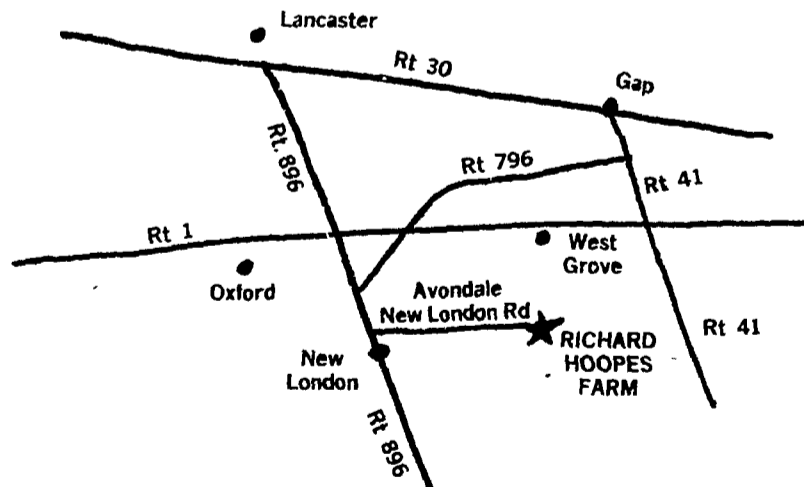 Lancaster
Rt 30
Gap
Rt. 896
Rt 796
Rt 41
Rt 1
West
Grove
Oxford
Avondale
New London Rd
Rt 41
RICHARD
HOOPES
FARM
New
London
Rt 896